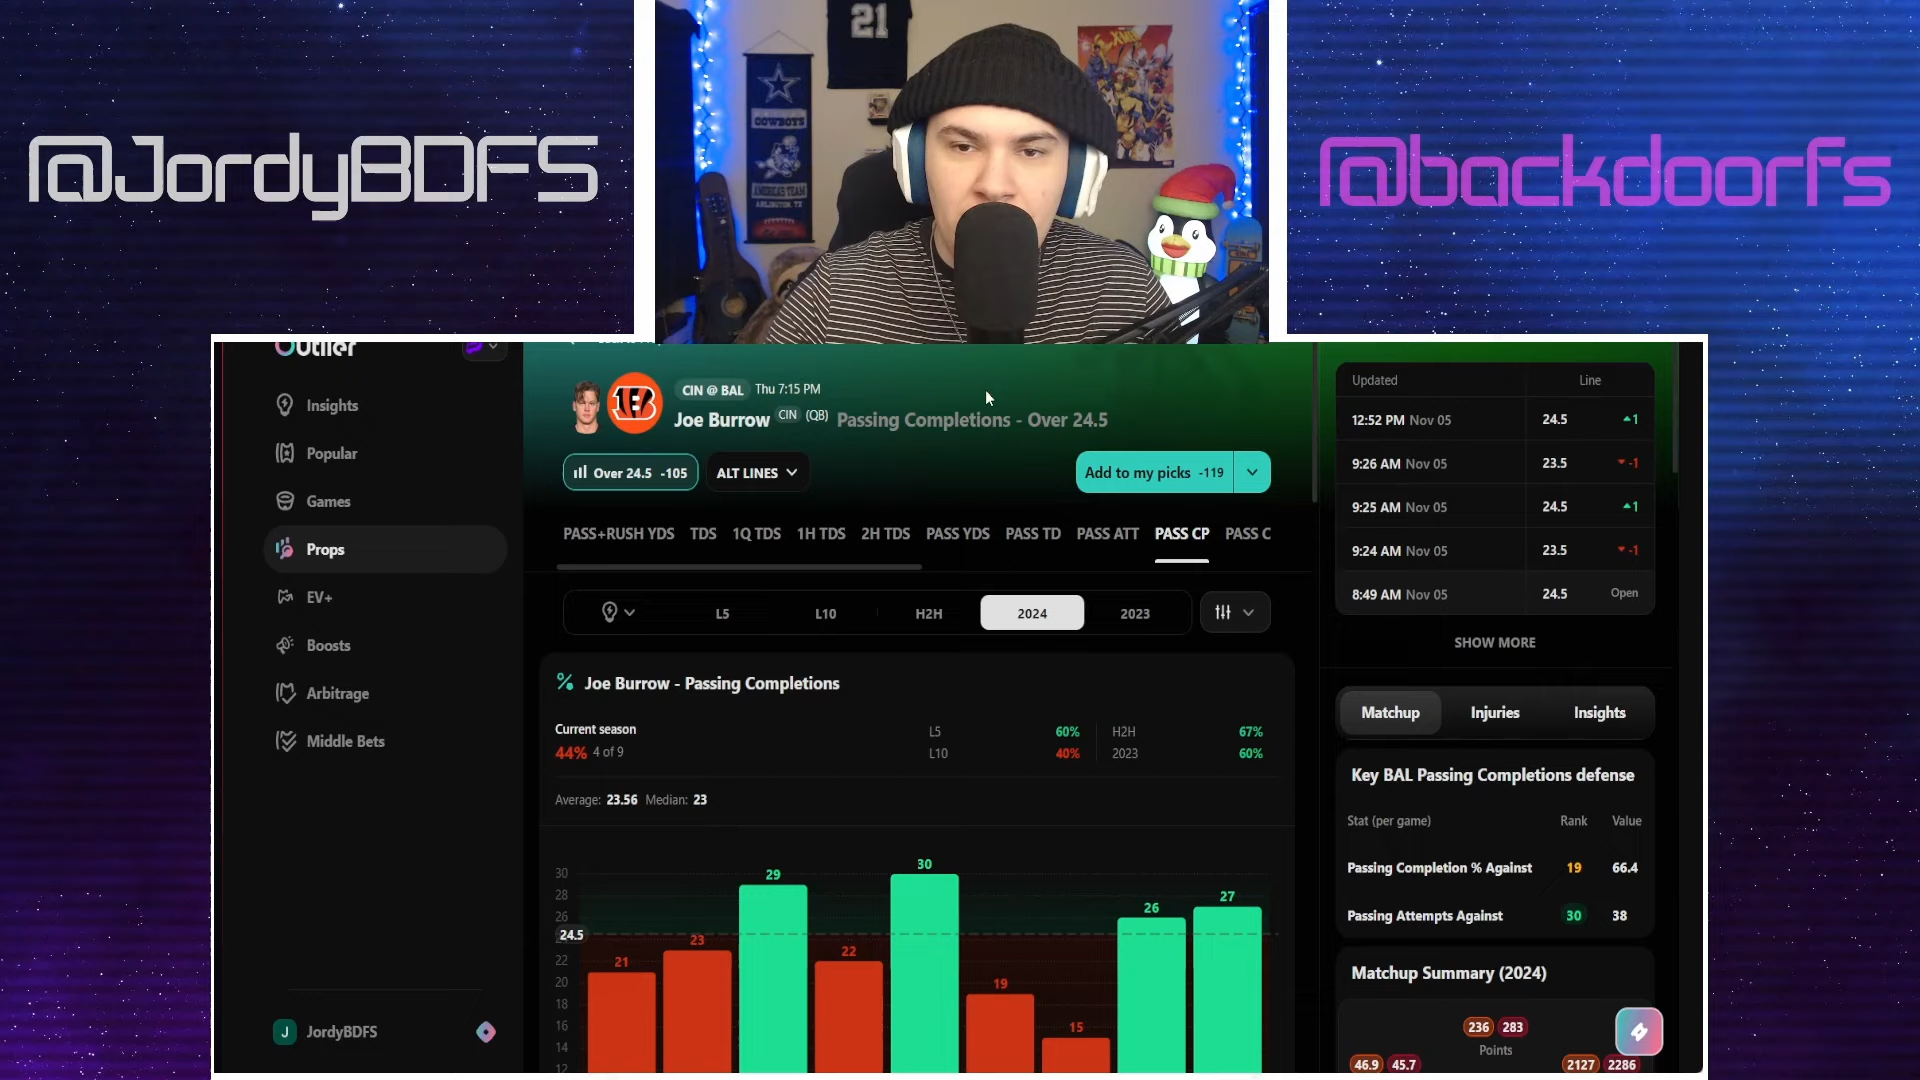 @JordyBDFS
21
COWBOYS
AMERICA'S TEAM
ARLINGTON, TX
X-MEN
@backdoorfs
Outlier
Insights
Popular
Games
Props
EV+
Boosts
Arbitrage
Middle Bets
J JordyBDFS
CIN @ BAL Thu 7:15 PM
Joe Burrow CIN (QB) Passing Completions - Over 24.5
Over 24.5 -105 ALT LINES Add to my picks -119
PASS+RUSH YDS TDS 1Q TDS 1H TDS 2H TDS PASS YDS PASS TD PASS ATT PASS CP PASS C
L5 L10 H2H 2024 2023
Joe Burrow - Passing Completions
Current season
44% 4 of 9
L5 60% H2H 67%
L10 40% 2023 60%
Average: 23.56 Median: 23
30
28
26
24.5
22
20
18
16
14
12
21
23
29
22
30
19
15
26
27
Updated Line
12:52 PM Nov 05 24.5 1
9:26 AM Nov 05 23.5 -1
9:25 AM Nov 05 24.5 1
9:24 AM Nov 05 23.5 -1
8:49 AM Nov 05 24.5 Open
SHOW MORE
Matchup Injuries Insights
Key BAL Passing Completions defense
Stat (per game) Rank Value
Passing Completion % Against 19 66.4
Passing Attempts Against 30 38
Matchup Summary (2024)
236 283
Points
46.9 45.7 2127 2286